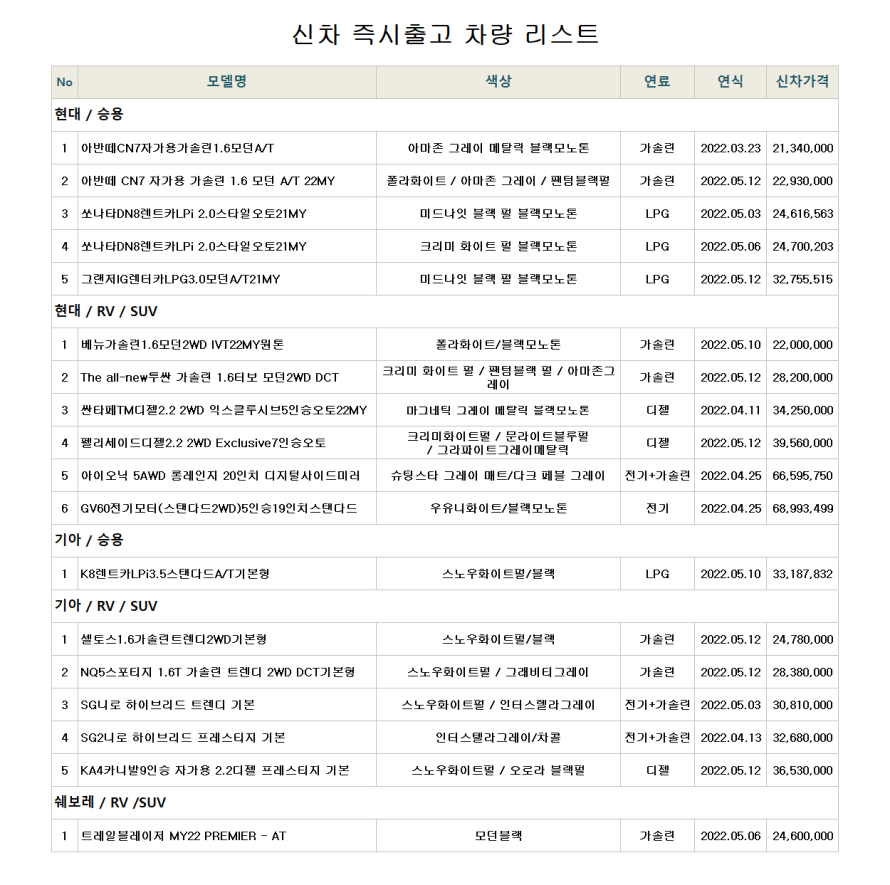 신차 즉시출고 차량 리스트
No 모델명 색상 연료 연식 신차가격
현대 / 승용
1 아반떼CN7자가용가솔린1.6모던A/T 아마존 그레이 메탈릭 블랙모노톤 가솔린 2022.03.23 21,340,000
2 아반떼 CN7 자가용 가솔린 1.6 모던 A/T 22MY 폴라화이트 / 아마존 그레이 / 팬텀블랙펄 가솔린 2022.05.12 22,930,000
3 쏘나타DN8렌트카LPi 2.0스타일오토21MY 미드나잇 블랙 펄 블랙모노톤 LPG 2022.05.03 24,616,563
4 쏘나타DN8렌트카LPi 2.0스타일오토21MY 크리미 화이트 펄 블랙모노톤 LPG 2022.05.06 24,700,203
5 그랜저IG렌터카LPG3.0모던A/T21MY 미드나잇 블랙 펄 블랙모노톤 LPG 2022.05.12 32,755,515
현대 / RV / SUV
1 베뉴가솔린1.6모던2WD IVT22MY원톤 폴라화이트/블랙모노톤 가솔린 2022.05.10 22,000,000
2 The all-new투싼 가솔린 1.6터보 모던2WD DCT 크리미 화이트 펄 / 팬텀블랙 펄 / 아마존그
레이 가솔린 2022.05.12 28,200,000
3 싼타페TM디젤2.2 2WD 익스클루시브5인승오토22MY 마그네틱 그레이 메탈릭 블랙모노톤 디젤 2022.04.11 34,250,000
4 펠리세이드디젤2.2 2WD Exclusive7인승오토 크리미화이트펄 / 문라이트블루펄
/ 그라파이트그레이메탈릭 디젤 2022.05.12 39,560,000
5 아이오닉 5AWD 롱레인지 20인치 디지털사이드미러 슈팅스타 그레이 매트/다크 페블 그레이 전기+가솔린 2022.04.25 66,595,750
6 GV60전기모터(스탠다드2WD)5인승19인치스탠다드 우유니화이트/블랙모노톤 전기 2022.04.25 68,993,499
기아 / 승용
1 K8렌트카LPi3.5스탠다드A/T기본형 스노우화이트펄/블랙 LPG 2022.05.10 33,187,832
기아 / RV / SUV
1 셀토스1.6가솔린트렌디2WD기본형 스노우화이트펄/블랙 가솔린 2022.05.12 24,780,000
2 NQ5스포티지 1.6T 가솔린 트렌디 2WD DCT기본형 스노우화이트펄 / 그래비티그레이 가솔린 2022.05.12 28,380,000
3 SG니로 하이브리드 트렌디 기본 스노우화이트펄 / 인터스텔라그레이 전기+가솔린 2022.05.03 30,810,000
4 SG2니로 하이브리드 프레스티지 기본 인터스텔라그레이/차콜 전기+가솔린 2022.04.13 32,680,000
5 KA4카니발9인승 자가용 2.2디젤 프레스티지 기본 스노우화이트펄 / 오로라 블랙펄 디젤 2022.05.12 36,530,000
쉐보레 / RV /SUV
1 트레일블레이저 MY22 PREMIER - AT 모던블랙 가솔린 2022.05.06 24,600,000